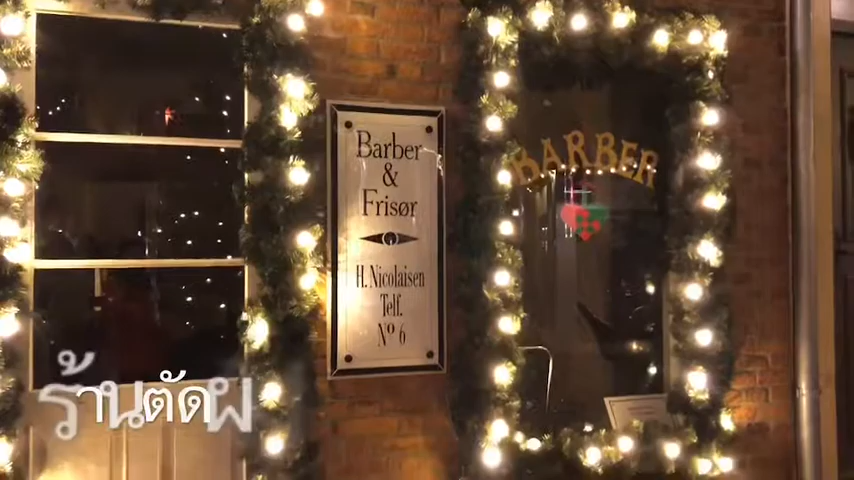 Barber
&
Frisør
H. Nicolaisen
Telf.
Nº 6
BARBER
ร้านตัดผ